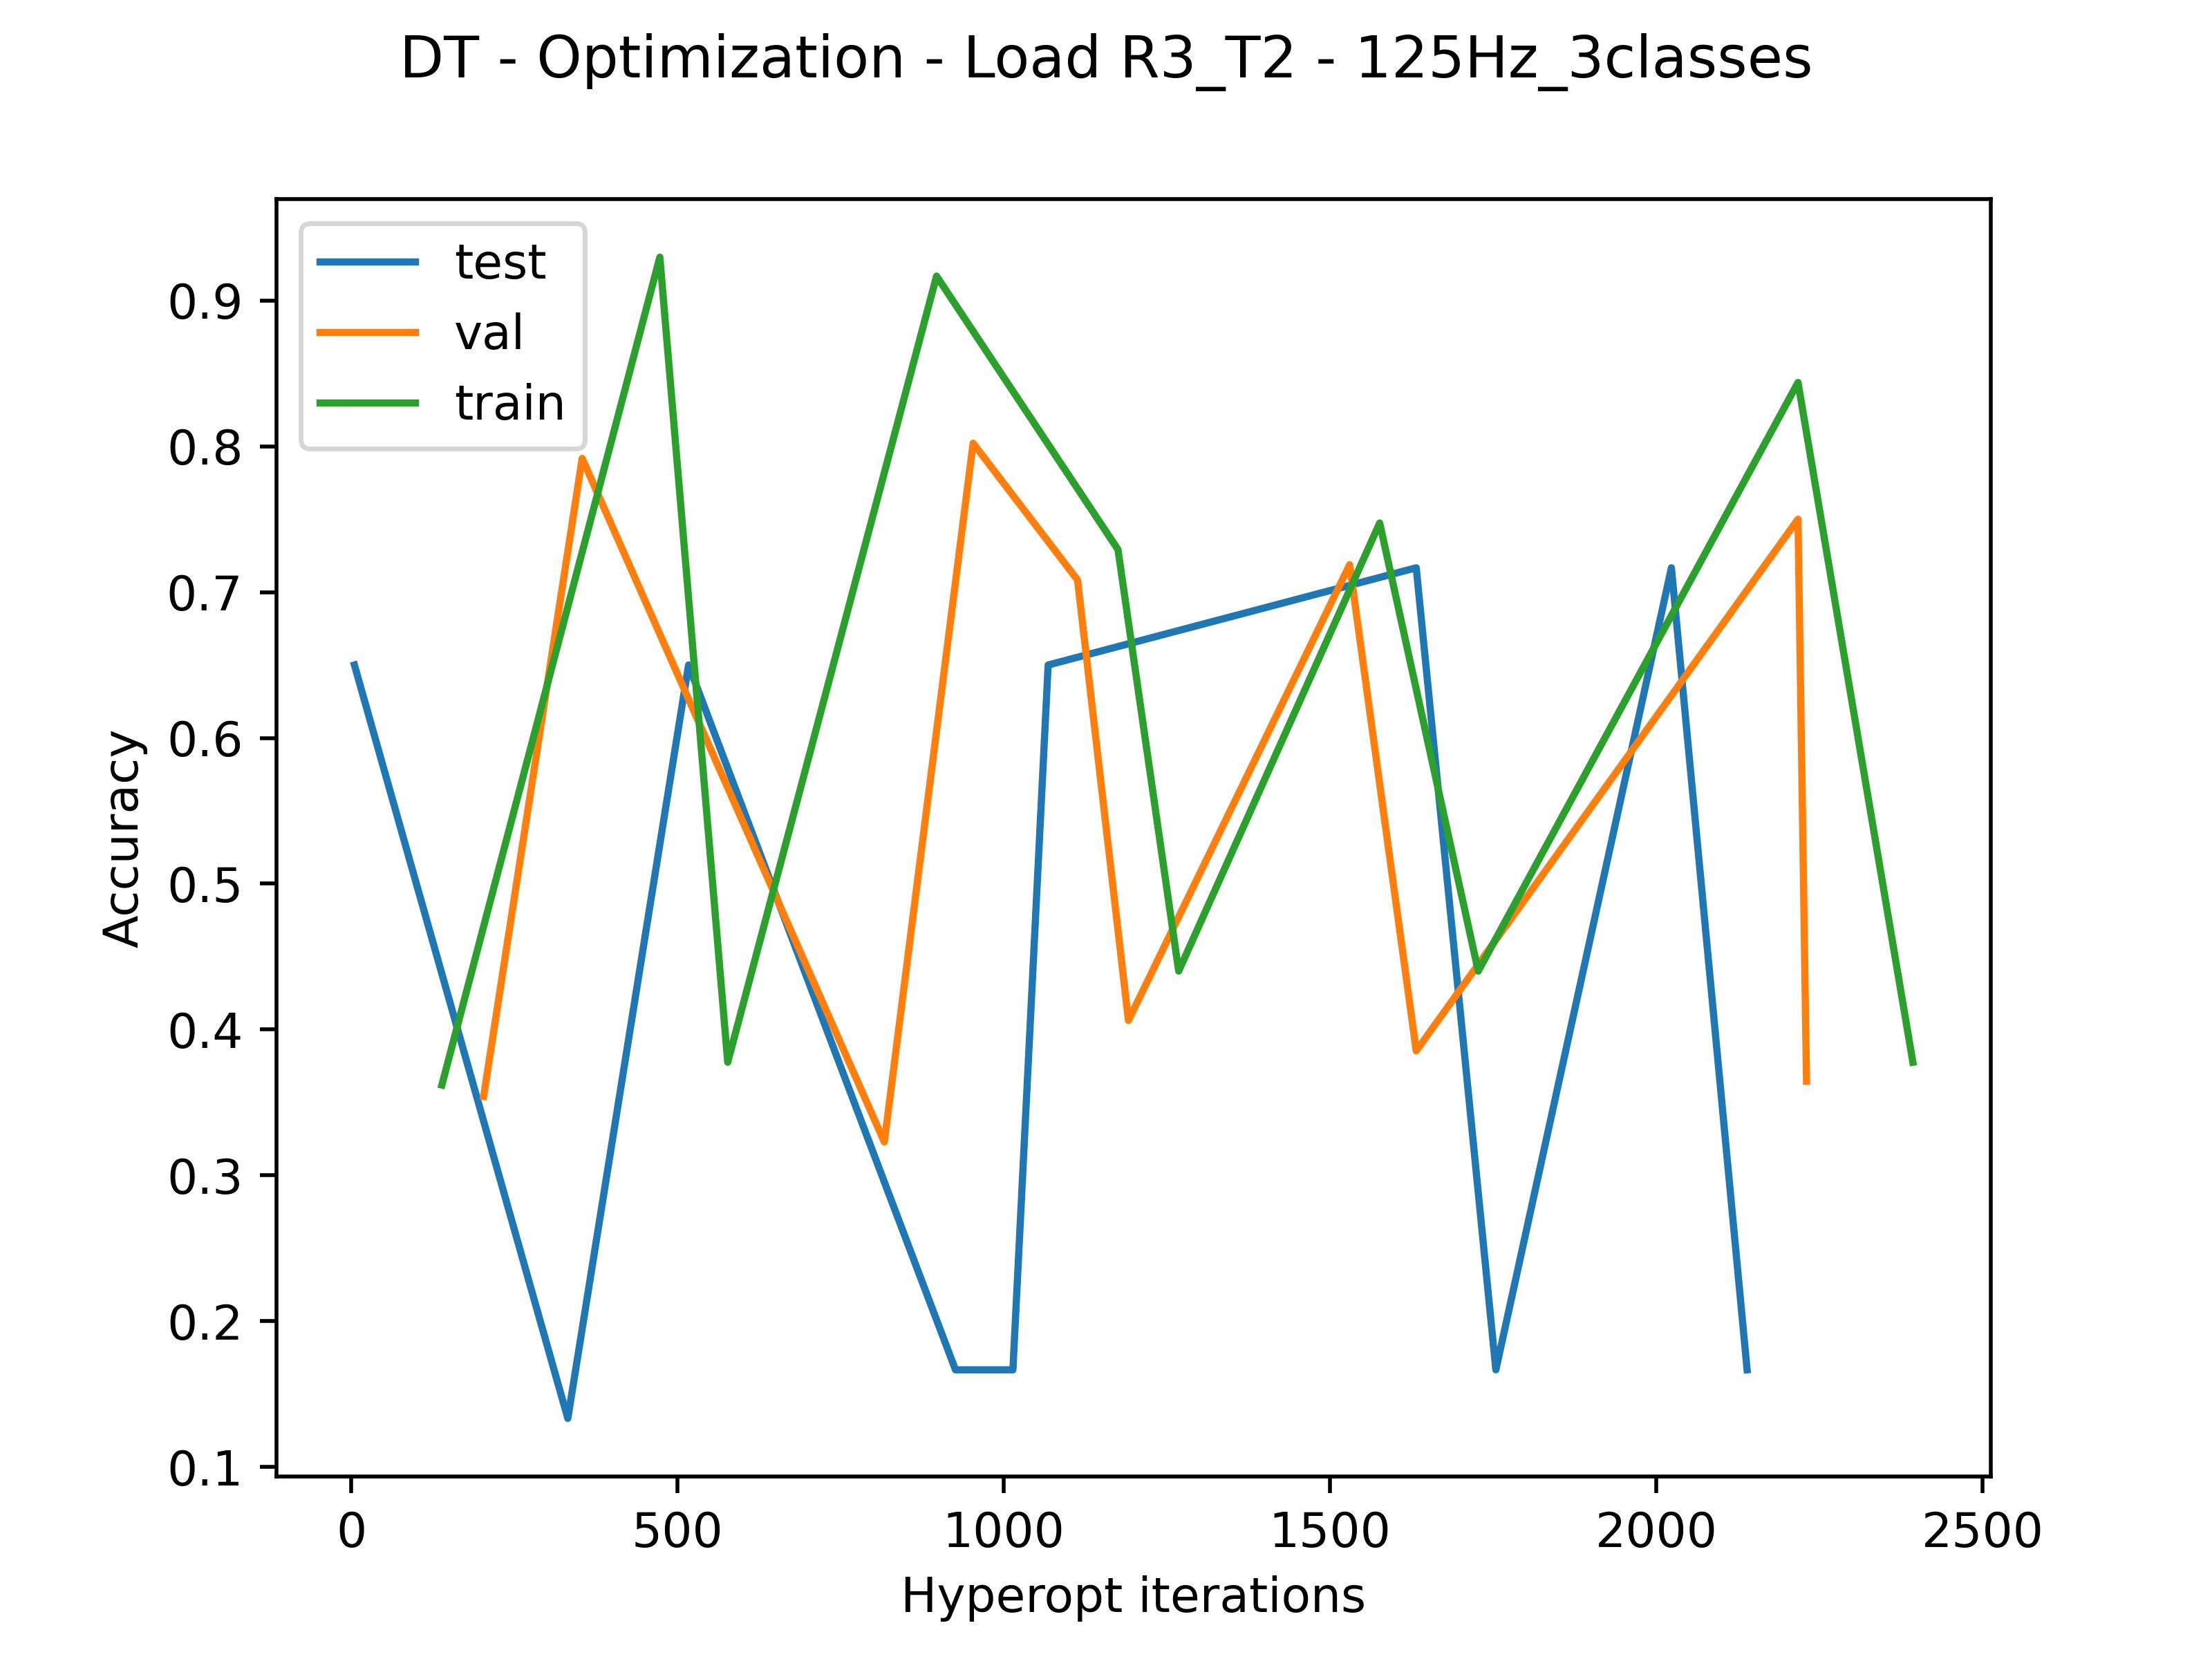 DT - Optimization - Load R3_T2 - 125Hz_3classes
test
val
train
0.9
0.8
0.7
0.6
0.5
0.4
0.3
0.2
0.1
Accuracy
0 500 1000 1500 2000 2500
Hyperopt iterations